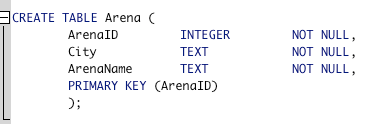 CREATE TABLE Arena (
ArenaID INTEGER NOT NULL,
City TEXT NOT NULL,
ArenaName TEXT NOT NULL,
PRIMARY KEY (ArenaID)
);